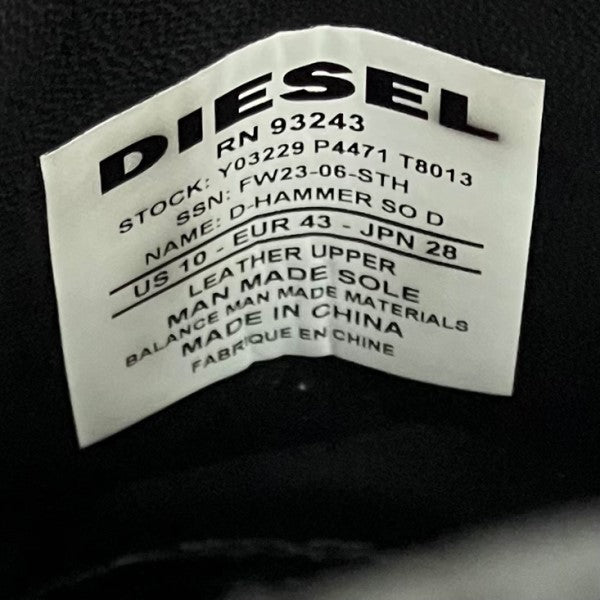 DIESEL
RN 93243
STOCK: Y03229 P4471 T8013
SSN: FW23-06-STH
NAME: D-HAMMER SO D
US 10 - EUR 43 - JPN 28
LEATHER UPPER
MAN MADE SOLE
BALANCE MAN MADE MATERIALS
MADE IN CHINA
FABRIQUE EN CHINE